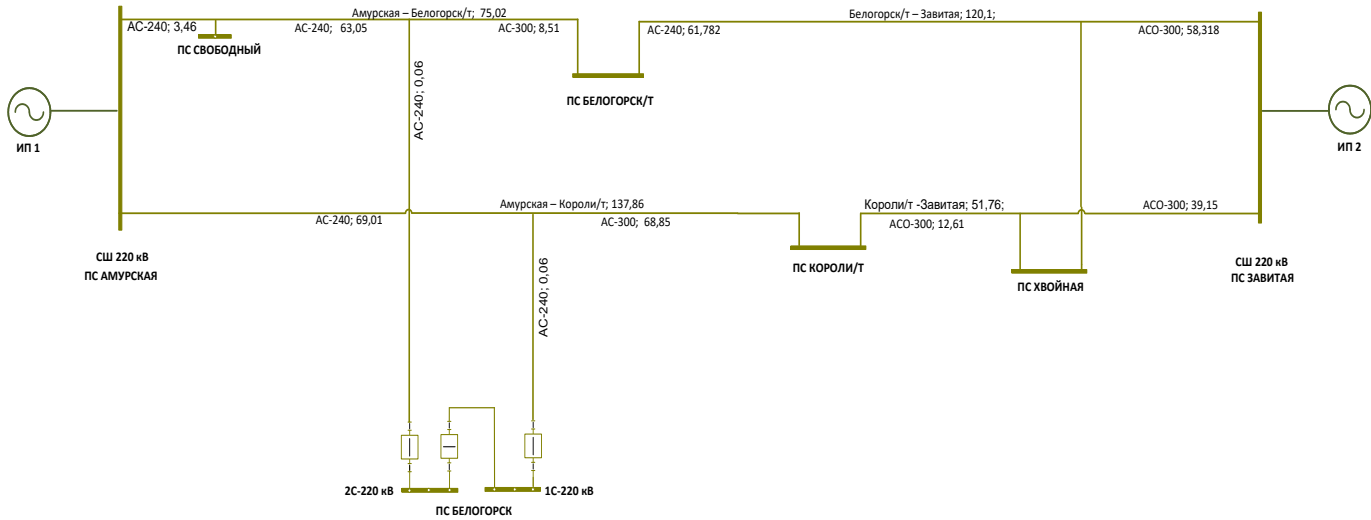 Амурская – Белогорск/т; 75,02
Белогорск/т – Завитая; 120,1;
АС-240; 3,46
АС-240; 63,05
АС-300; 8,51
АС-240; 61,782
АСО-300; 58,318
ПС СВОБОДНЫЙ
АС-240; 0,06
ПС БЕЛОГОРСК/Т
ИП 1
ИП 2
Амурская – Короли/т; 137,86
Короли/т -Завитая; 51,76;
АС-240; 69,01
АС-300; 68,85
АСО-300; 12,61
АСО-300; 39,15
СШ 220 кВ
ПС АМУРСКАЯ
АС-240; 0,06
ПС КОРОЛИ/Т
ПС ХВОЙНАЯ
СШ 220 кВ
ПС ЗАВИТАЯ
2С-220 кВ
1С-220 кВ
ПС БЕЛОГОРСК